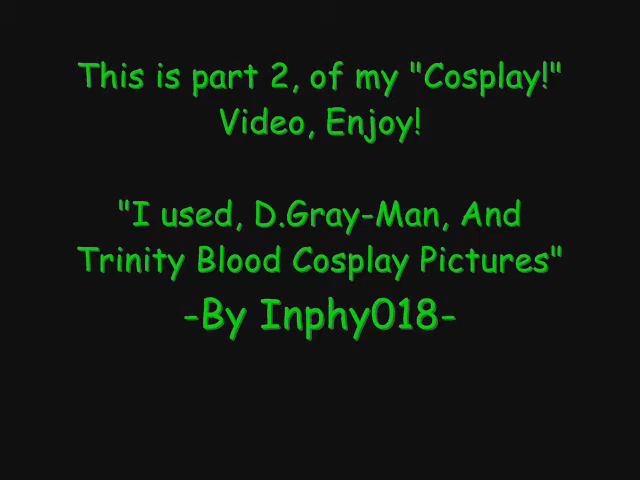 This is part 2, of my "Cosplay!"
Video, Enjoy!
"I used, D.Gray-Man, And
Trinity Blood Cosplay Pictures"
-By Inphy018-